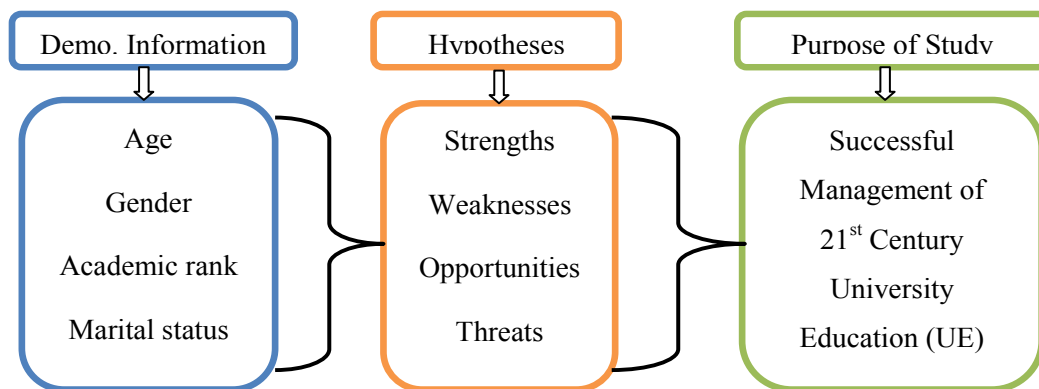 Demo. Information
Hypotheses
Purpose of Study
Age
Gender
Academic rank
Marital status
Strengths
Weaknesses
Opportunities
Threats
Successful
Management of
21st Century
University
Education (UE)